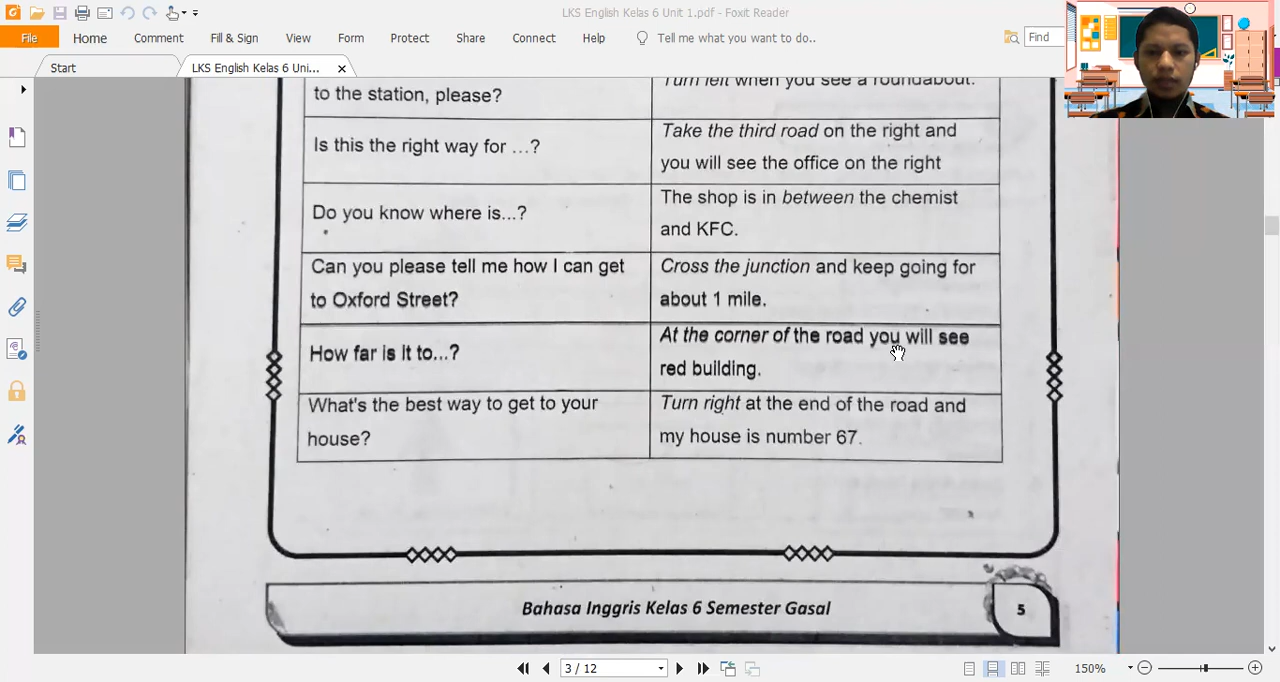 LKS English Kelas 6 Unit 1.pdf - Foxit Reader
File Home Comment Fill & Sign View Form Protect Share Connect Help Tell me what you want to do.. Find
Start LKS English Kelas 6 Uni...
to the station, please?
Turn left when you see a roundabout.
Is this the right way for ...?
Take the third road on the right and
you will see the office on the right
Do you know where is...?
The shop is in between the chemist
and KFC.
Can you please tell me how I can get
to Oxford Street?
Cross the junction and keep going for
about 1 mile.
How far is it to...?
At the corner of the road you will see
red building.
What's the best way to get to your
house?
Turn right at the end of the road and
my house is number 67.
Bahasa Inggris Kelas 6 Semester Gasal
5
3 / 12
150%